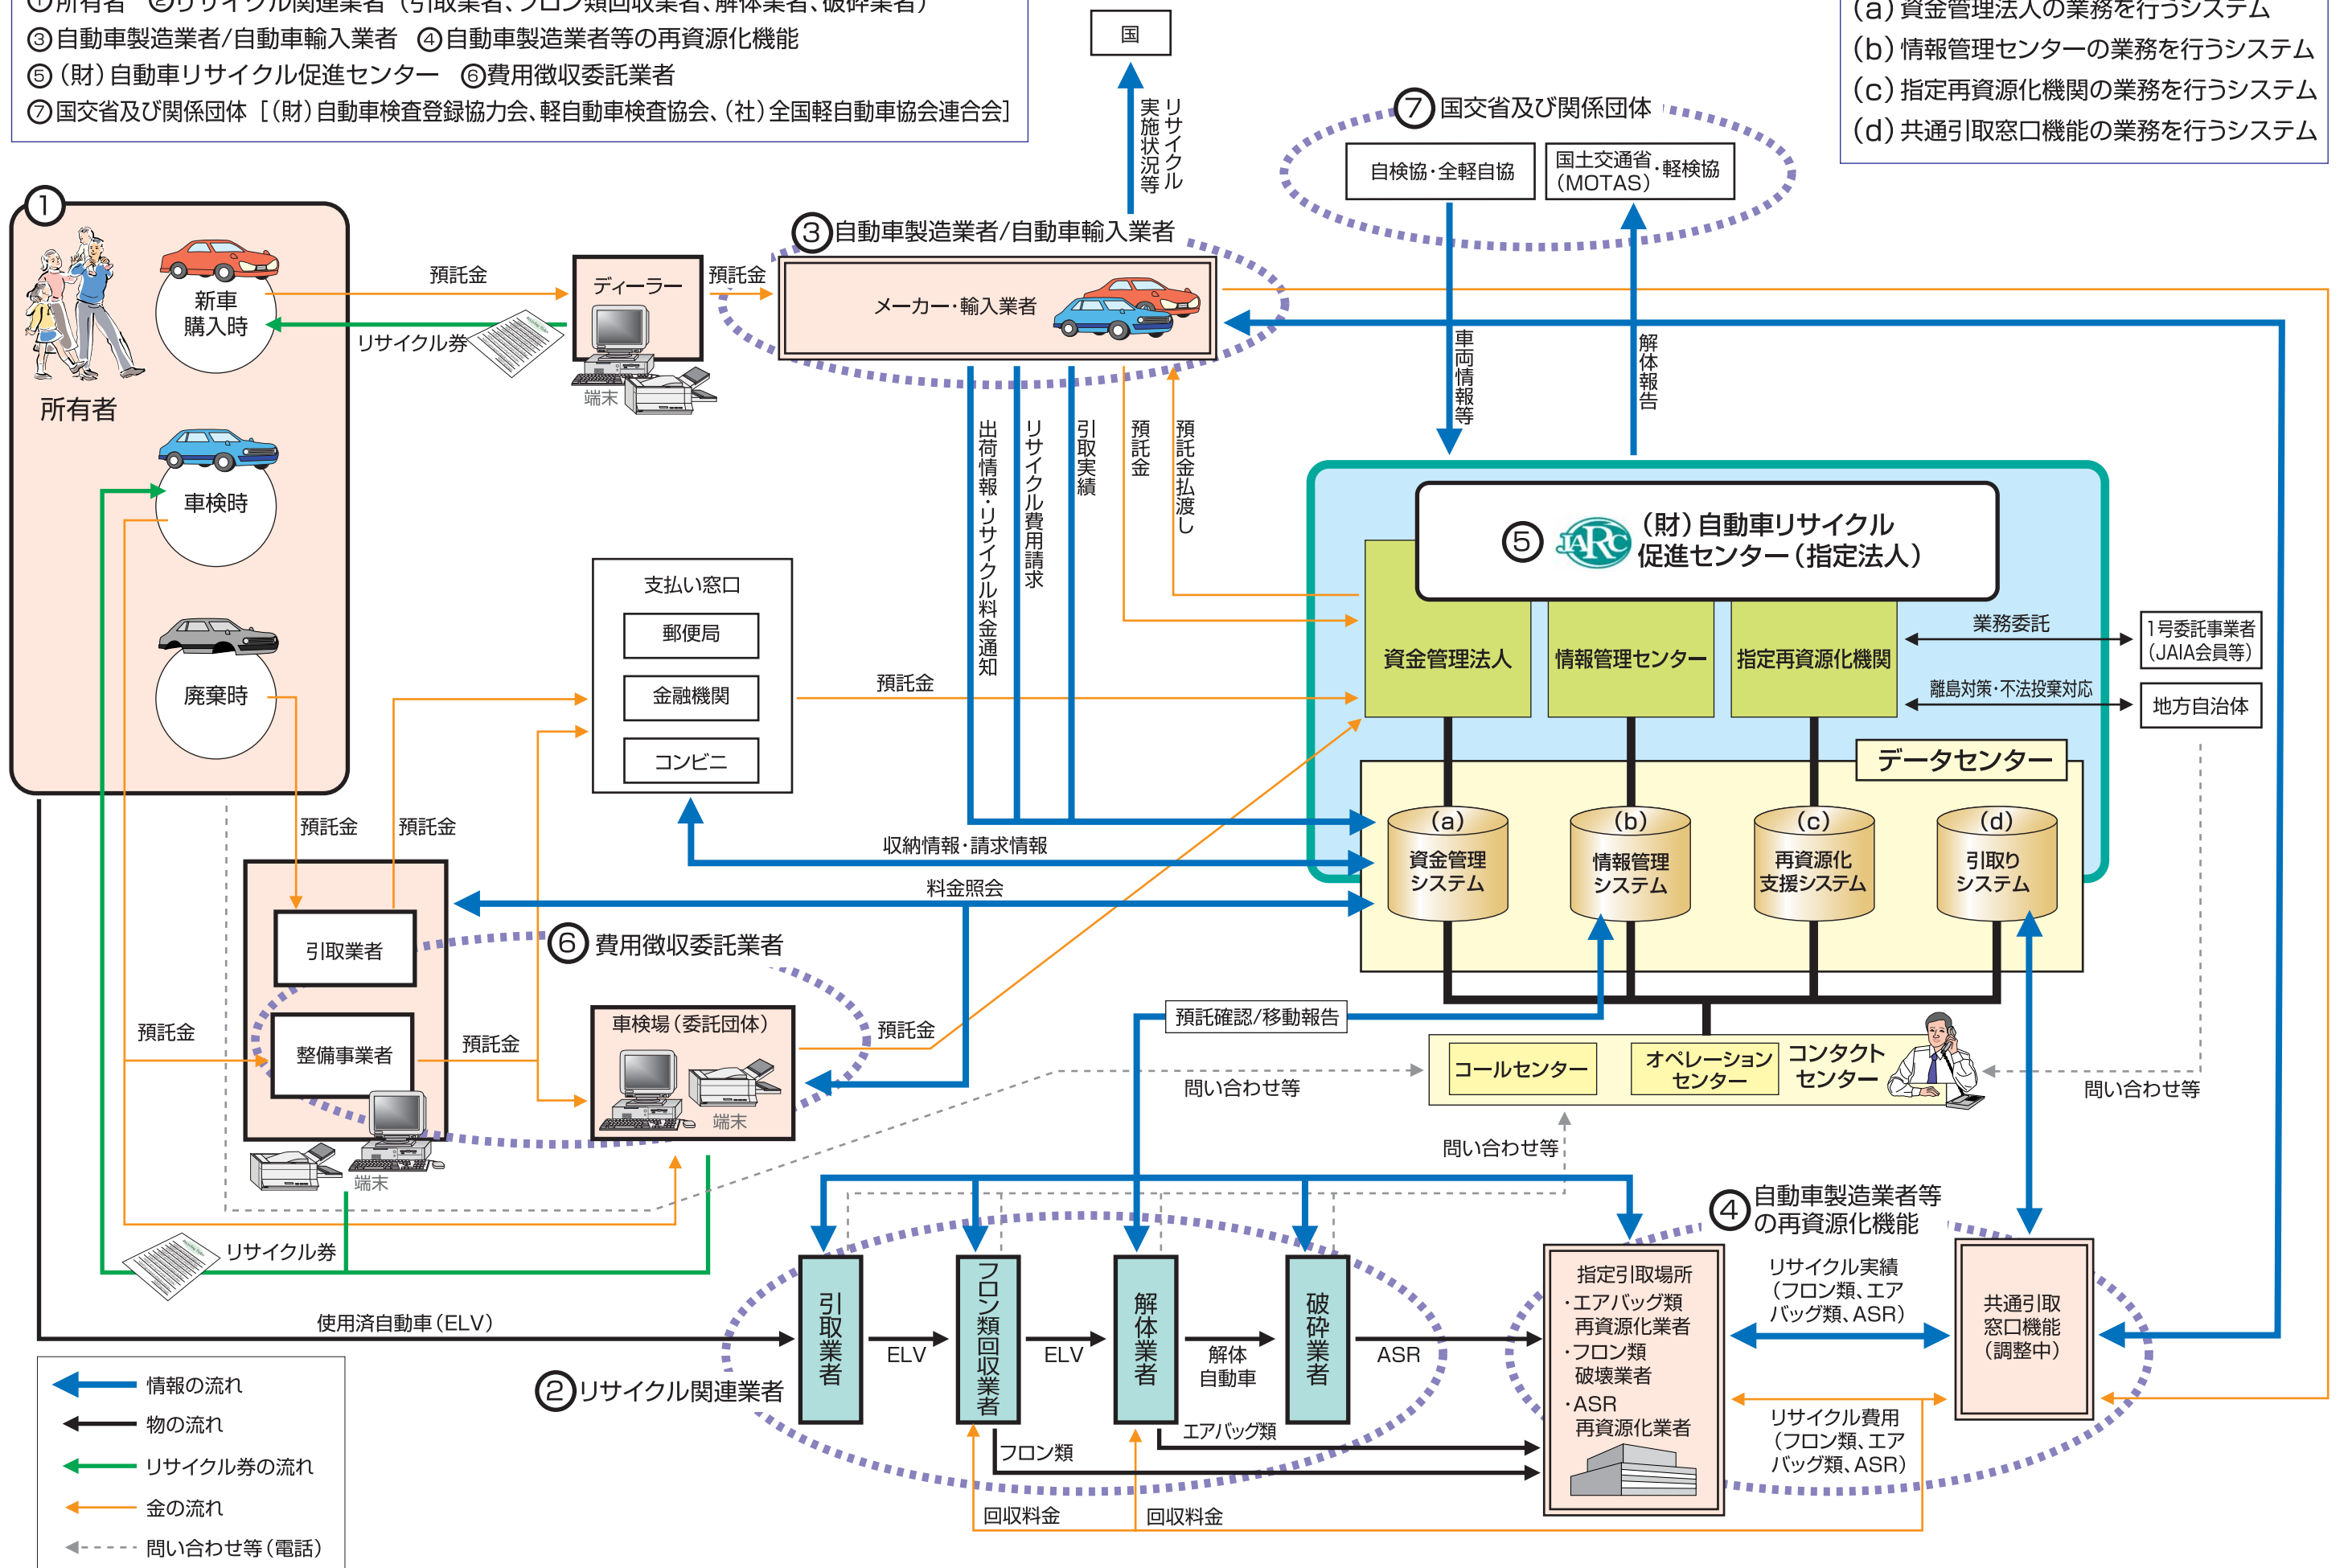 ①所有者 ②リサイクル関連業者（引取業者、フロン類回収業者、解体業者、破砕業者）
③自動車製造業者/自動車輸入業者 ④自動車製造業者等の再資源化機能
⑤（財）自動車リサイクル促進センター ⑥費用徴収委託業者
⑦国交省及び関係団体［（財）自動車検査登録協力会、軽自動車検査協会、（社）全国軽自動車協会連合会］
(a)資金管理法人の業務を行うシステム
(b)情報管理センターの業務を行うシステム
(c)指定再資源化機関の業務を行うシステム
(d)共通引取窓口機能の業務を行うシステム
国
リサイクル
実施状況等
⑦国交省及び関係団体
自検協・全軽自協
国土交通省
（MOTAS）・軽検協
①
所有者
新車
購入時
車検時
廃棄時
預託金
リサイクル券
ディーラー
端末
預託金
③自動車製造業者/自動車輸入業者
メーカー・輸入業者
車両情報等
解体報告
出荷情報・リサイクル料金通知
リサイクル費用請求
引取実績
預託金
預託金払渡し
⑤
JARC
（財）自動車リサイクル
促進センター（指定法人）
資金管理法人
情報管理センター
指定再資源化機関
業務委託
1号委託事業者
（JAIA会員等）
離島対策・不法投棄対応
地方自治体
支払い窓口
郵便局
金融機関
コンビニ
預託金
データセンター
(a)
資金管理
システム
(b)
情報管理
システム
(c)
再資源化
支援システム
(d)
引取り
システム
預託金
預託金
収納情報・請求情報
料金照会
引取業者
⑥費用徴収委託業者
預託金
整備事業者
端末
預託金
車検場（委託団体）
端末
預託金
預託確認/移動報告
コールセンター
オペレーション
センター
コンタクト
センター
問い合わせ等
問い合わせ等
問い合わせ等
リサイクル券
使用済自動車（ELV）
②リサイクル関連業者
引取業者
ELV
フロン類回収業者
ELV
解体業者
解体
自動車
破砕業者
ASR
エアバッグ類
フロン類
回収料金
回収料金
④自動車製造業者等
の再資源化機能
指定引取場所
・エアバッグ類
再資源化業者
・フロン類
破壊業者
・ASR
再資源化業者
リサイクル実績
（フロン類、エア
バッグ類、ASR）
リサイクル費用
（フロン類、エア
バッグ類、ASR）
共通引取
窓口機能
（調整中）
情報の流れ
物の流れ
リサイクル券の流れ
金の流れ
問い合わせ等（電話）